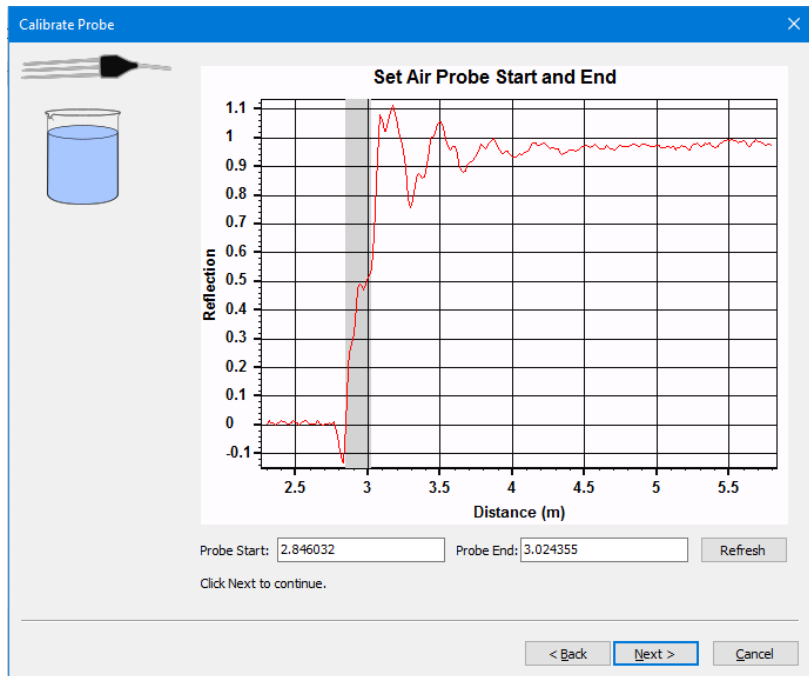 Calibrate Probe
Set Air Probe Start and End
1.1
1
0.9
0.8
0.7
0.6
0.5
0.4
0.3
0.2
0.1
0
-0.1
Reflection
2.5 3 3.5 4 4.5 5 5.5
Distance (m)
Probe Start: 2.846032 Probe End: 3.024355 Refresh
Click Next to continue.
< Back Next > Cancel